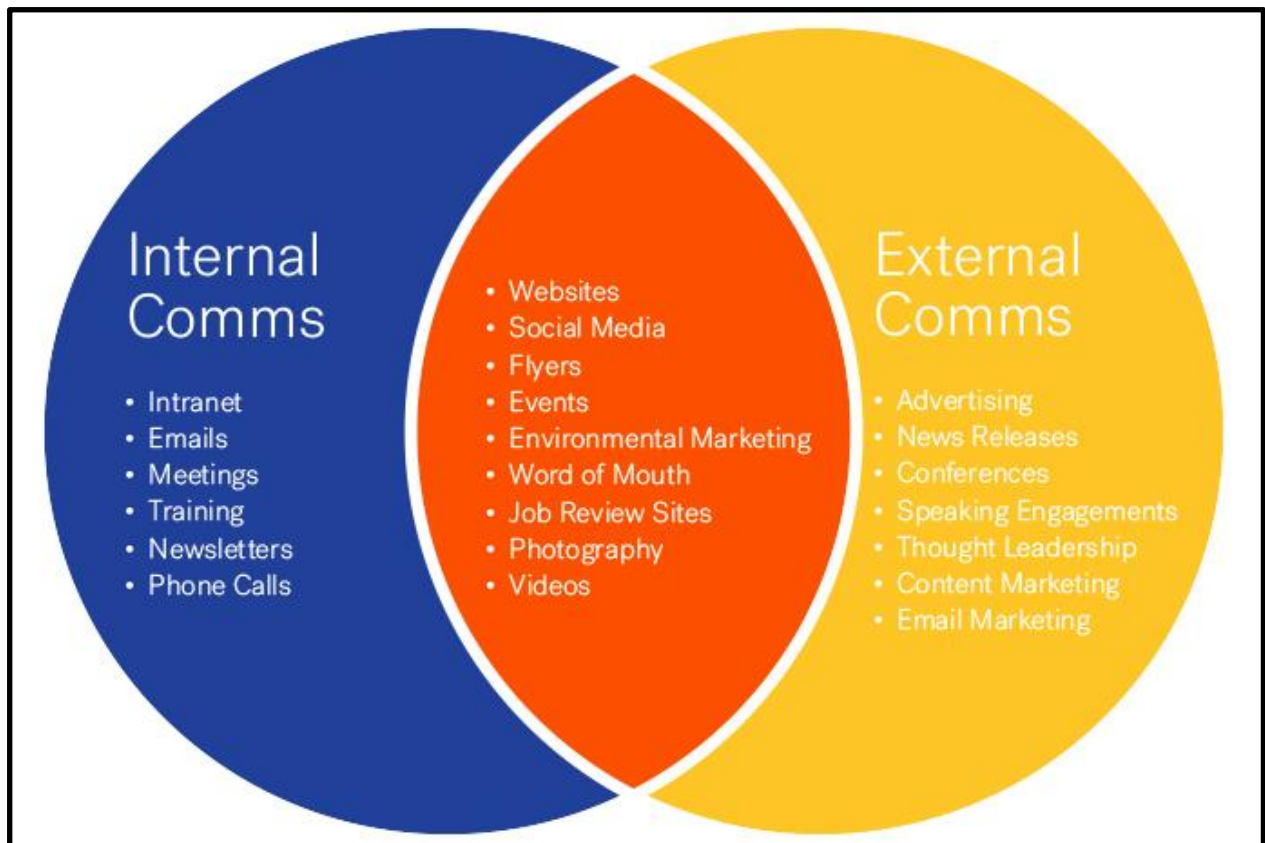 Internal
Comms
• Intranet
• Emails
• Meetings
• Training
• Newsletters
• Phone Calls
• Websites
• Social Media
• Flyers
• Events
• Environmental Marketing
• Word of Mouth
• Job Review Sites
• Photography
• Videos
External
Comms
• Advertising
• News Releases
• Conferences
• Speaking Engagements
• Thought Leadership
• Content Marketing
• Email Marketing